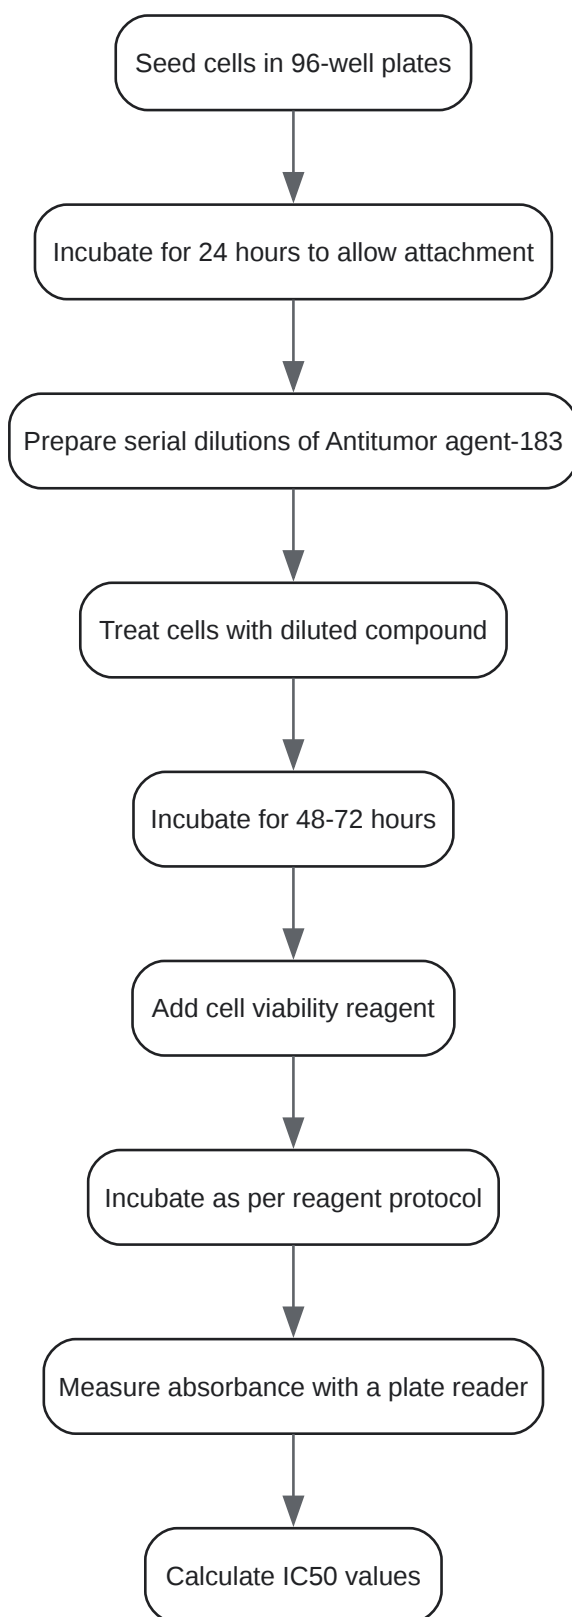 Seed cells in 96-well plates
Incubate for 24 hours to allow attachment
Prepare serial dilutions of Antitumor agent-183
Treat cells with diluted compound
Incubate for 48-72 hours
Add cell viability reagent
Incubate as per reagent protocol
Measure absorbance with a plate reader
Calculate IC50 values